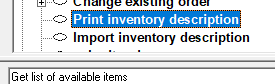 Change existing order
Print inventory description
Import inventory description
Get list of available items